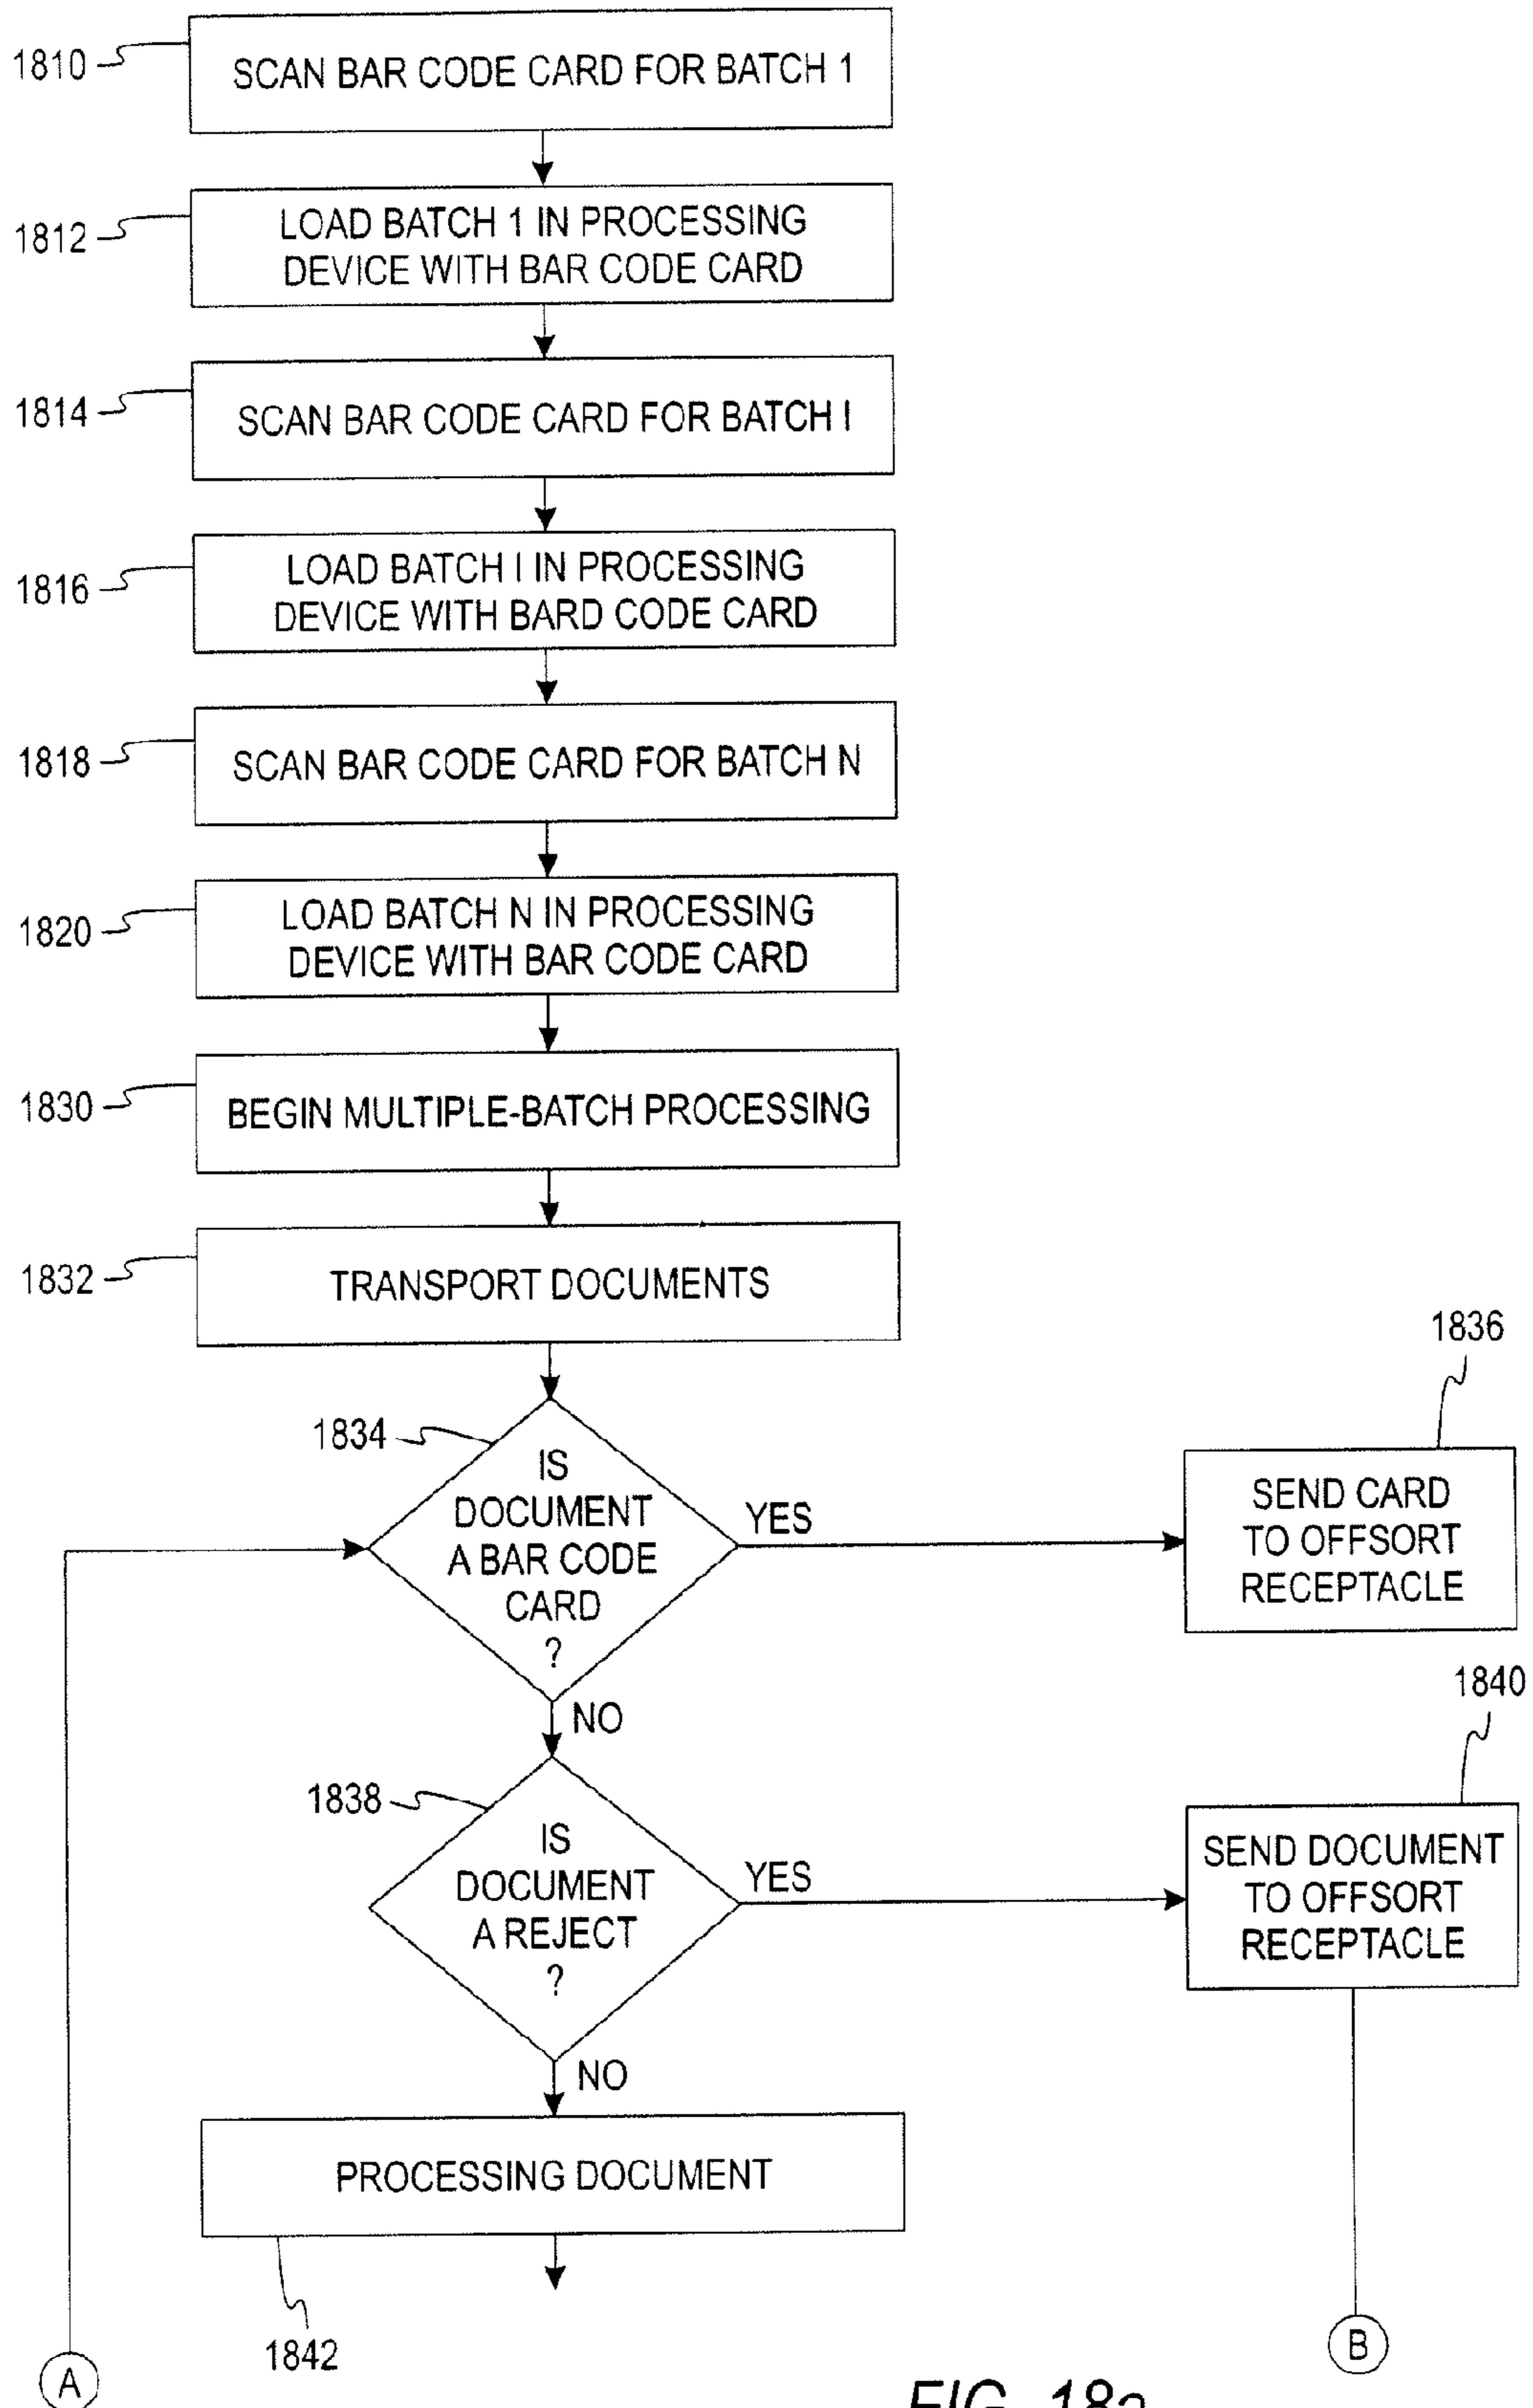 1810
SCAN BAR CODE CARD FOR BATCH 1
1812
LOAD BATCH 1 IN PROCESSING
DEVICE WITH BAR CODE CARD
1814
SCAN BAR CODE CARD FOR BATCH I
1816
LOAD BATCH I IN PROCESSING
DEVICE WITH BARD CODE CARD
1818
SCAN BAR CODE CARD FOR BATCH N
1820
LOAD BATCH N IN PROCESSING
DEVICE WITH BAR CODE CARD
1830
BEGIN MULTIPLE-BATCH PROCESSING
1832
TRANSPORT DOCUMENTS
1834
IS
DOCUMENT
A BAR CODE
CARD
?
YES
1836
SEND CARD
TO OFFSORT
RECEPTACLE
NO
1838
IS
DOCUMENT
A REJECT
?
YES
1840
SEND DOCUMENT
TO OFFSORT
RECEPTACLE
NO
PROCESSING DOCUMENT
1842
A
B
FIG. 18a